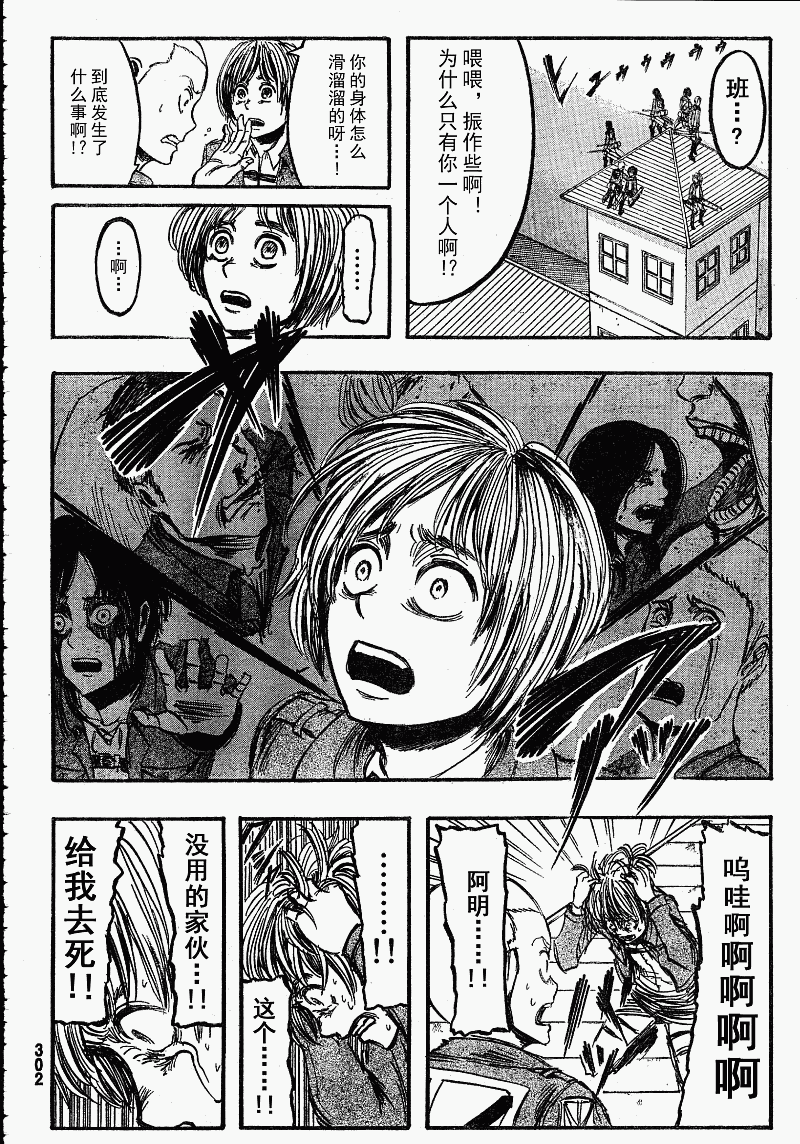 班…?
喂喂，振作些啊!
为什么只有你一个人啊!?
你的身体怎么
滑溜溜的呀…!
到底发生了
什么事啊!?
……
…啊…
呜哇啊啊啊啊啊
阿明……!!
………!!
这个……!!
没用的家伙…!!
给我去死!!
302